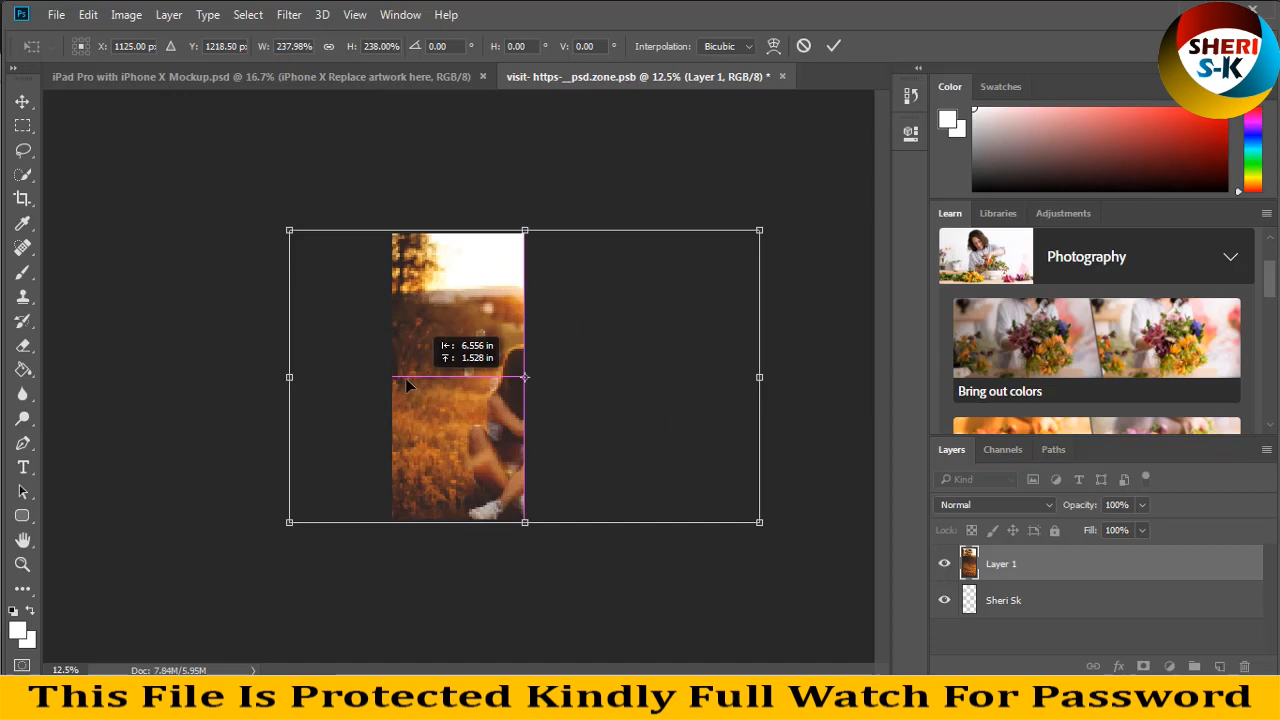 Ps File Edit Image Layer Type Select Filter 3D View Window Help
X: 1125.00 px Y: 1218.50 px W: 237.98% H: 238.00% 0.00 ° H: 0.00 ° V: 0.00 ° Interpolation: Bicubic
SHERI
S-K
iPad Pro with iPhone X Mockup.psd @ 16.7% (iPhone X Replace artwork here, RGB/8) × visit- https-__psd.zone.psb @ 12.5% (Layer 1, RGB/8) * ×
Color Swatches
Learn Libraries Adjustments
Photography
6.556 in
1.528 in
Bring out colors
Layers Channels Paths
Kind
Normal Opacity: 100%
Lock: Fill: 100%
Layer 1
Sheri Sk
12.5% Doc: 7.84M/5.95M
This File Is Protected Kindly Full Watch For Password